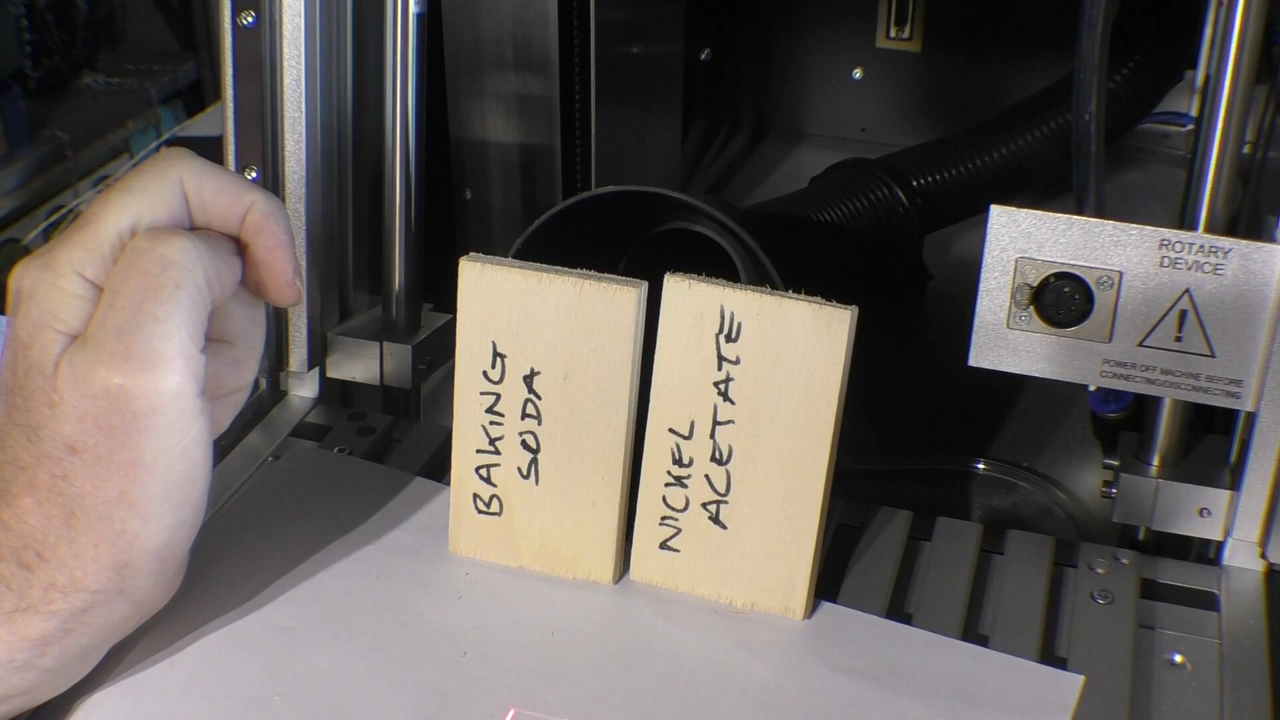 BAKING
SODA
NICKEL
ACETATE
ROTARY
DEVICE
!
POWER OFF MACHINE BEFORE
CONNECTING/DISCONNECTING